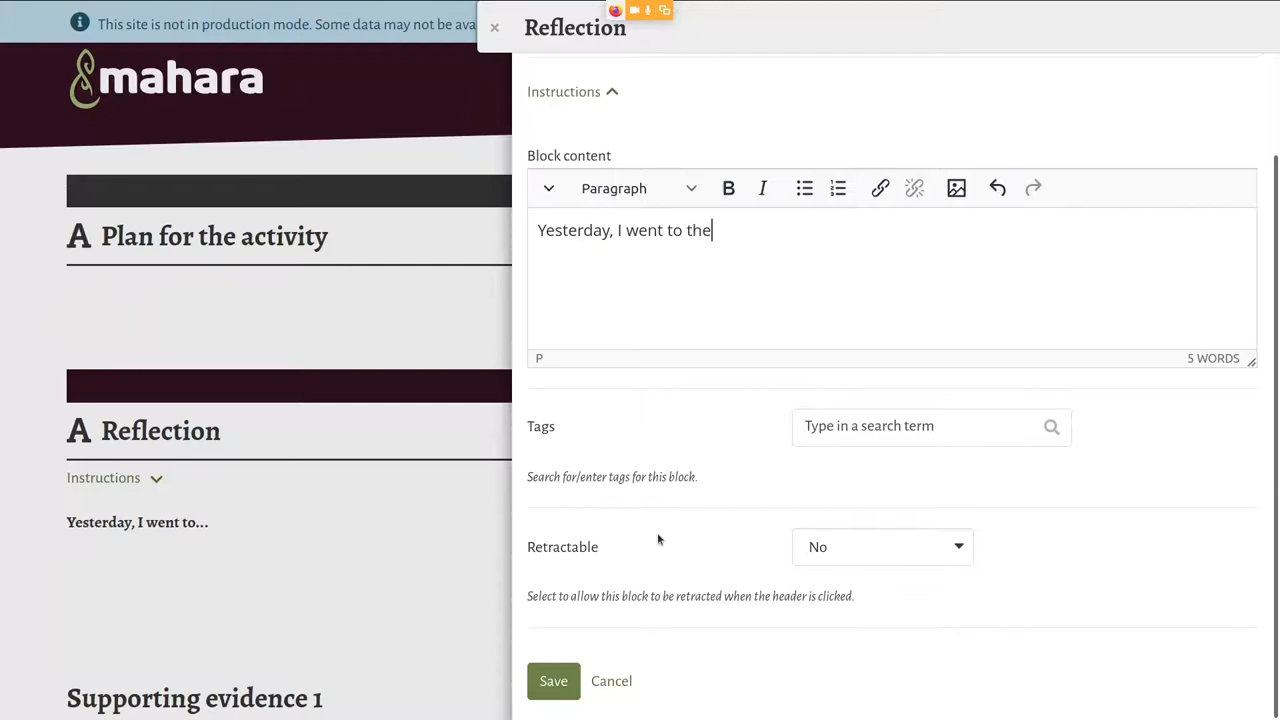 This site is not in production mode. Some data may not be ava
mahara
A Plan for the activity
A Reflection
Instructions
Yesterday, I went to...
Supporting evidence 1
× Reflection
Instructions
Block content
Paragraph B I
Yesterday, I went to the
P 5 WORDS
Tags Type in a search term
Search for/enter tags for this block.
Retractable No
Select to allow this block to be retracted when the header is clicked.
Save Cancel